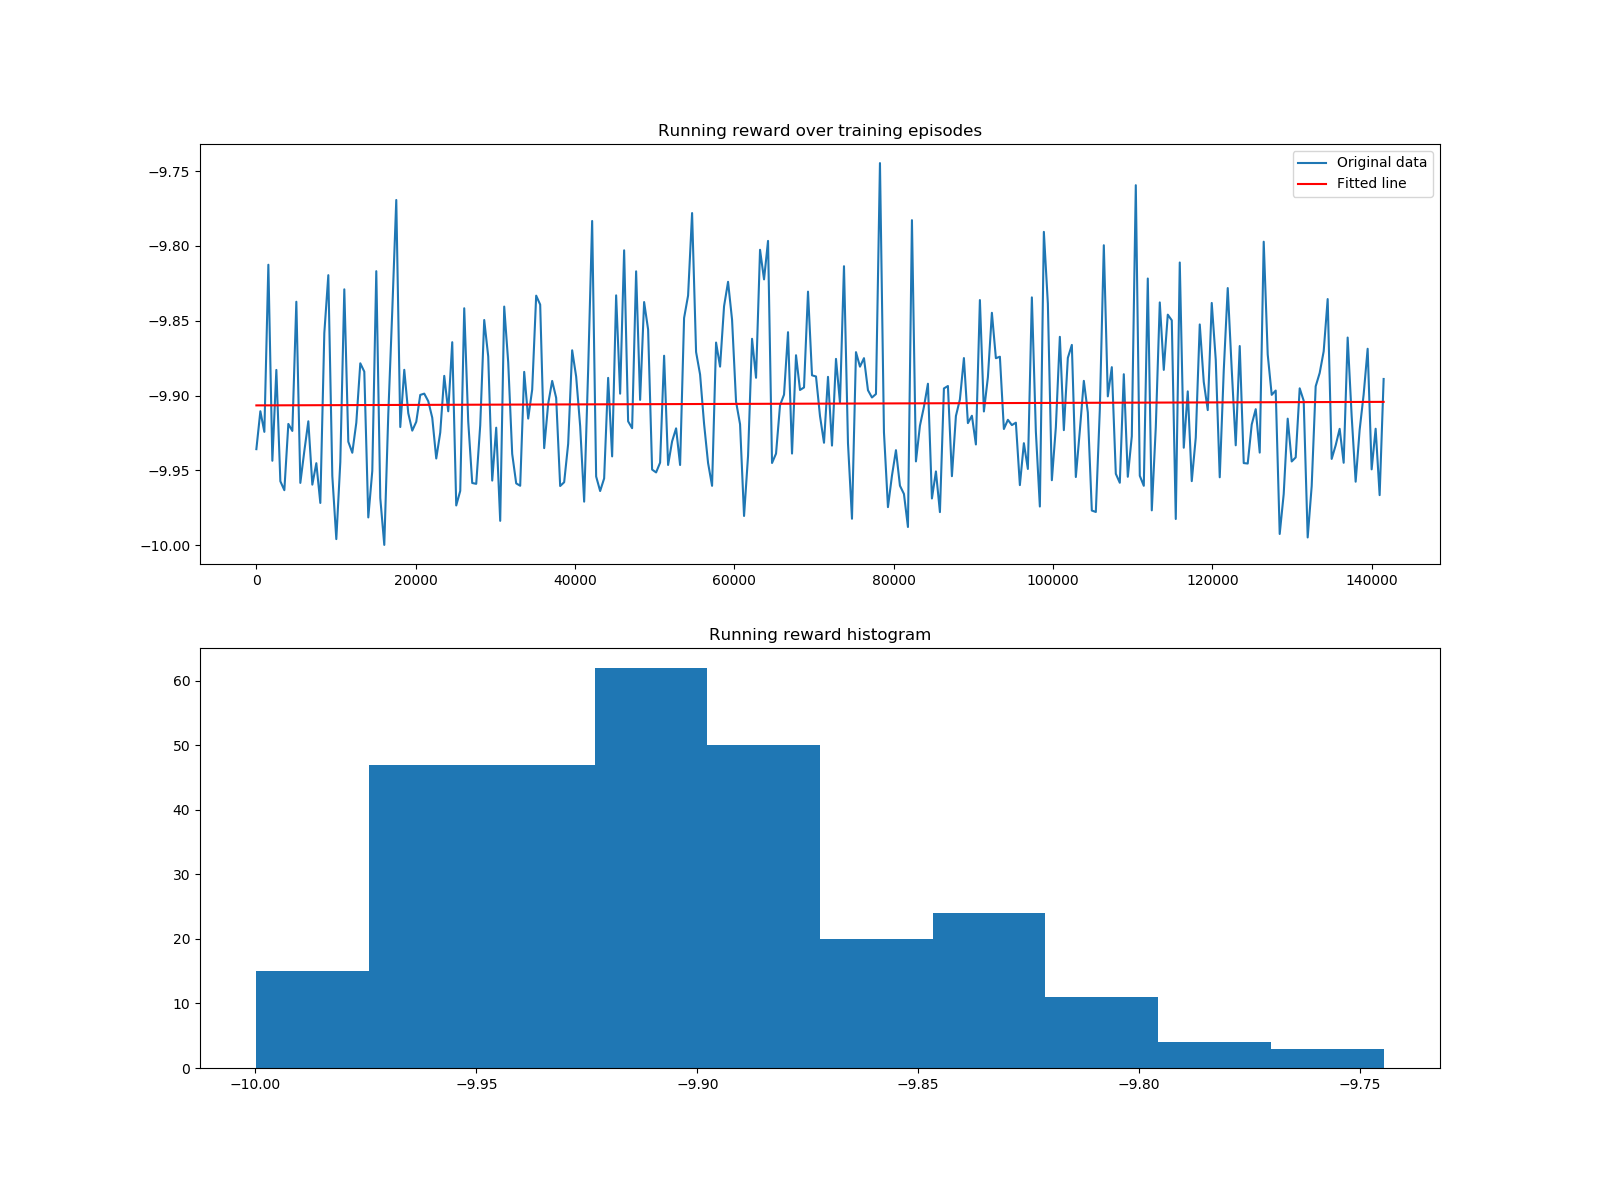 Running reward over training episodes
Original data
Fitted line
−9.75
−9.80
−9.85
−9.90
−9.95
−10.00
0 20000 40000 60000 80000 100000 120000 140000
Running reward histogram
60
50
40
30
20
10
0
−10.00 −9.95 −9.90 −9.85 −9.80 −9.75